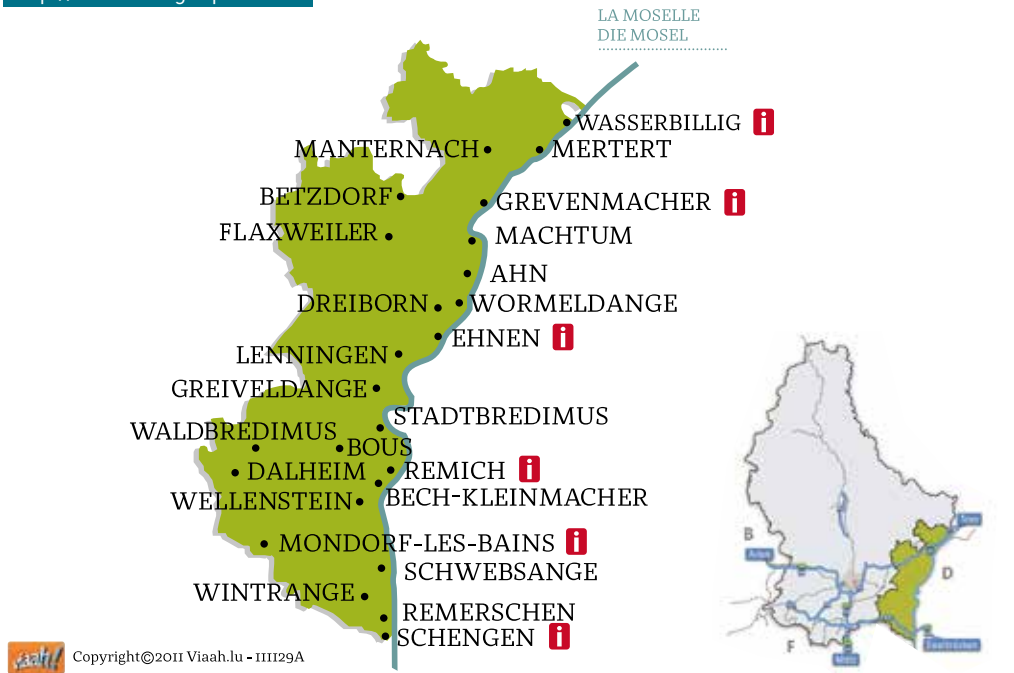 LA MOSELLE
DIE MOSEL
WASSERBILLIG i
MANTERNACH
MERTERT
BETZDORF
GREVENMACHER i
FLAXWEILER
MACHTUM
AHN
DREIBORN
WORMELDANGE
EHNEN i
LENNINGEN
GREIVELDANGE
STADTBREDIMUS
WALDBREDIMUS
BOUS
DALHEIM
REMICH i
WELLENSTEIN
BECH-KLEINMACHER
MONDORF-LES-BAINS i
SCHWEBSANGE
WINTRANGE
REMERSCHEN
SCHENGEN i
B
D
F
Metz
Copyright©2011 Viaah.lu - 111129A